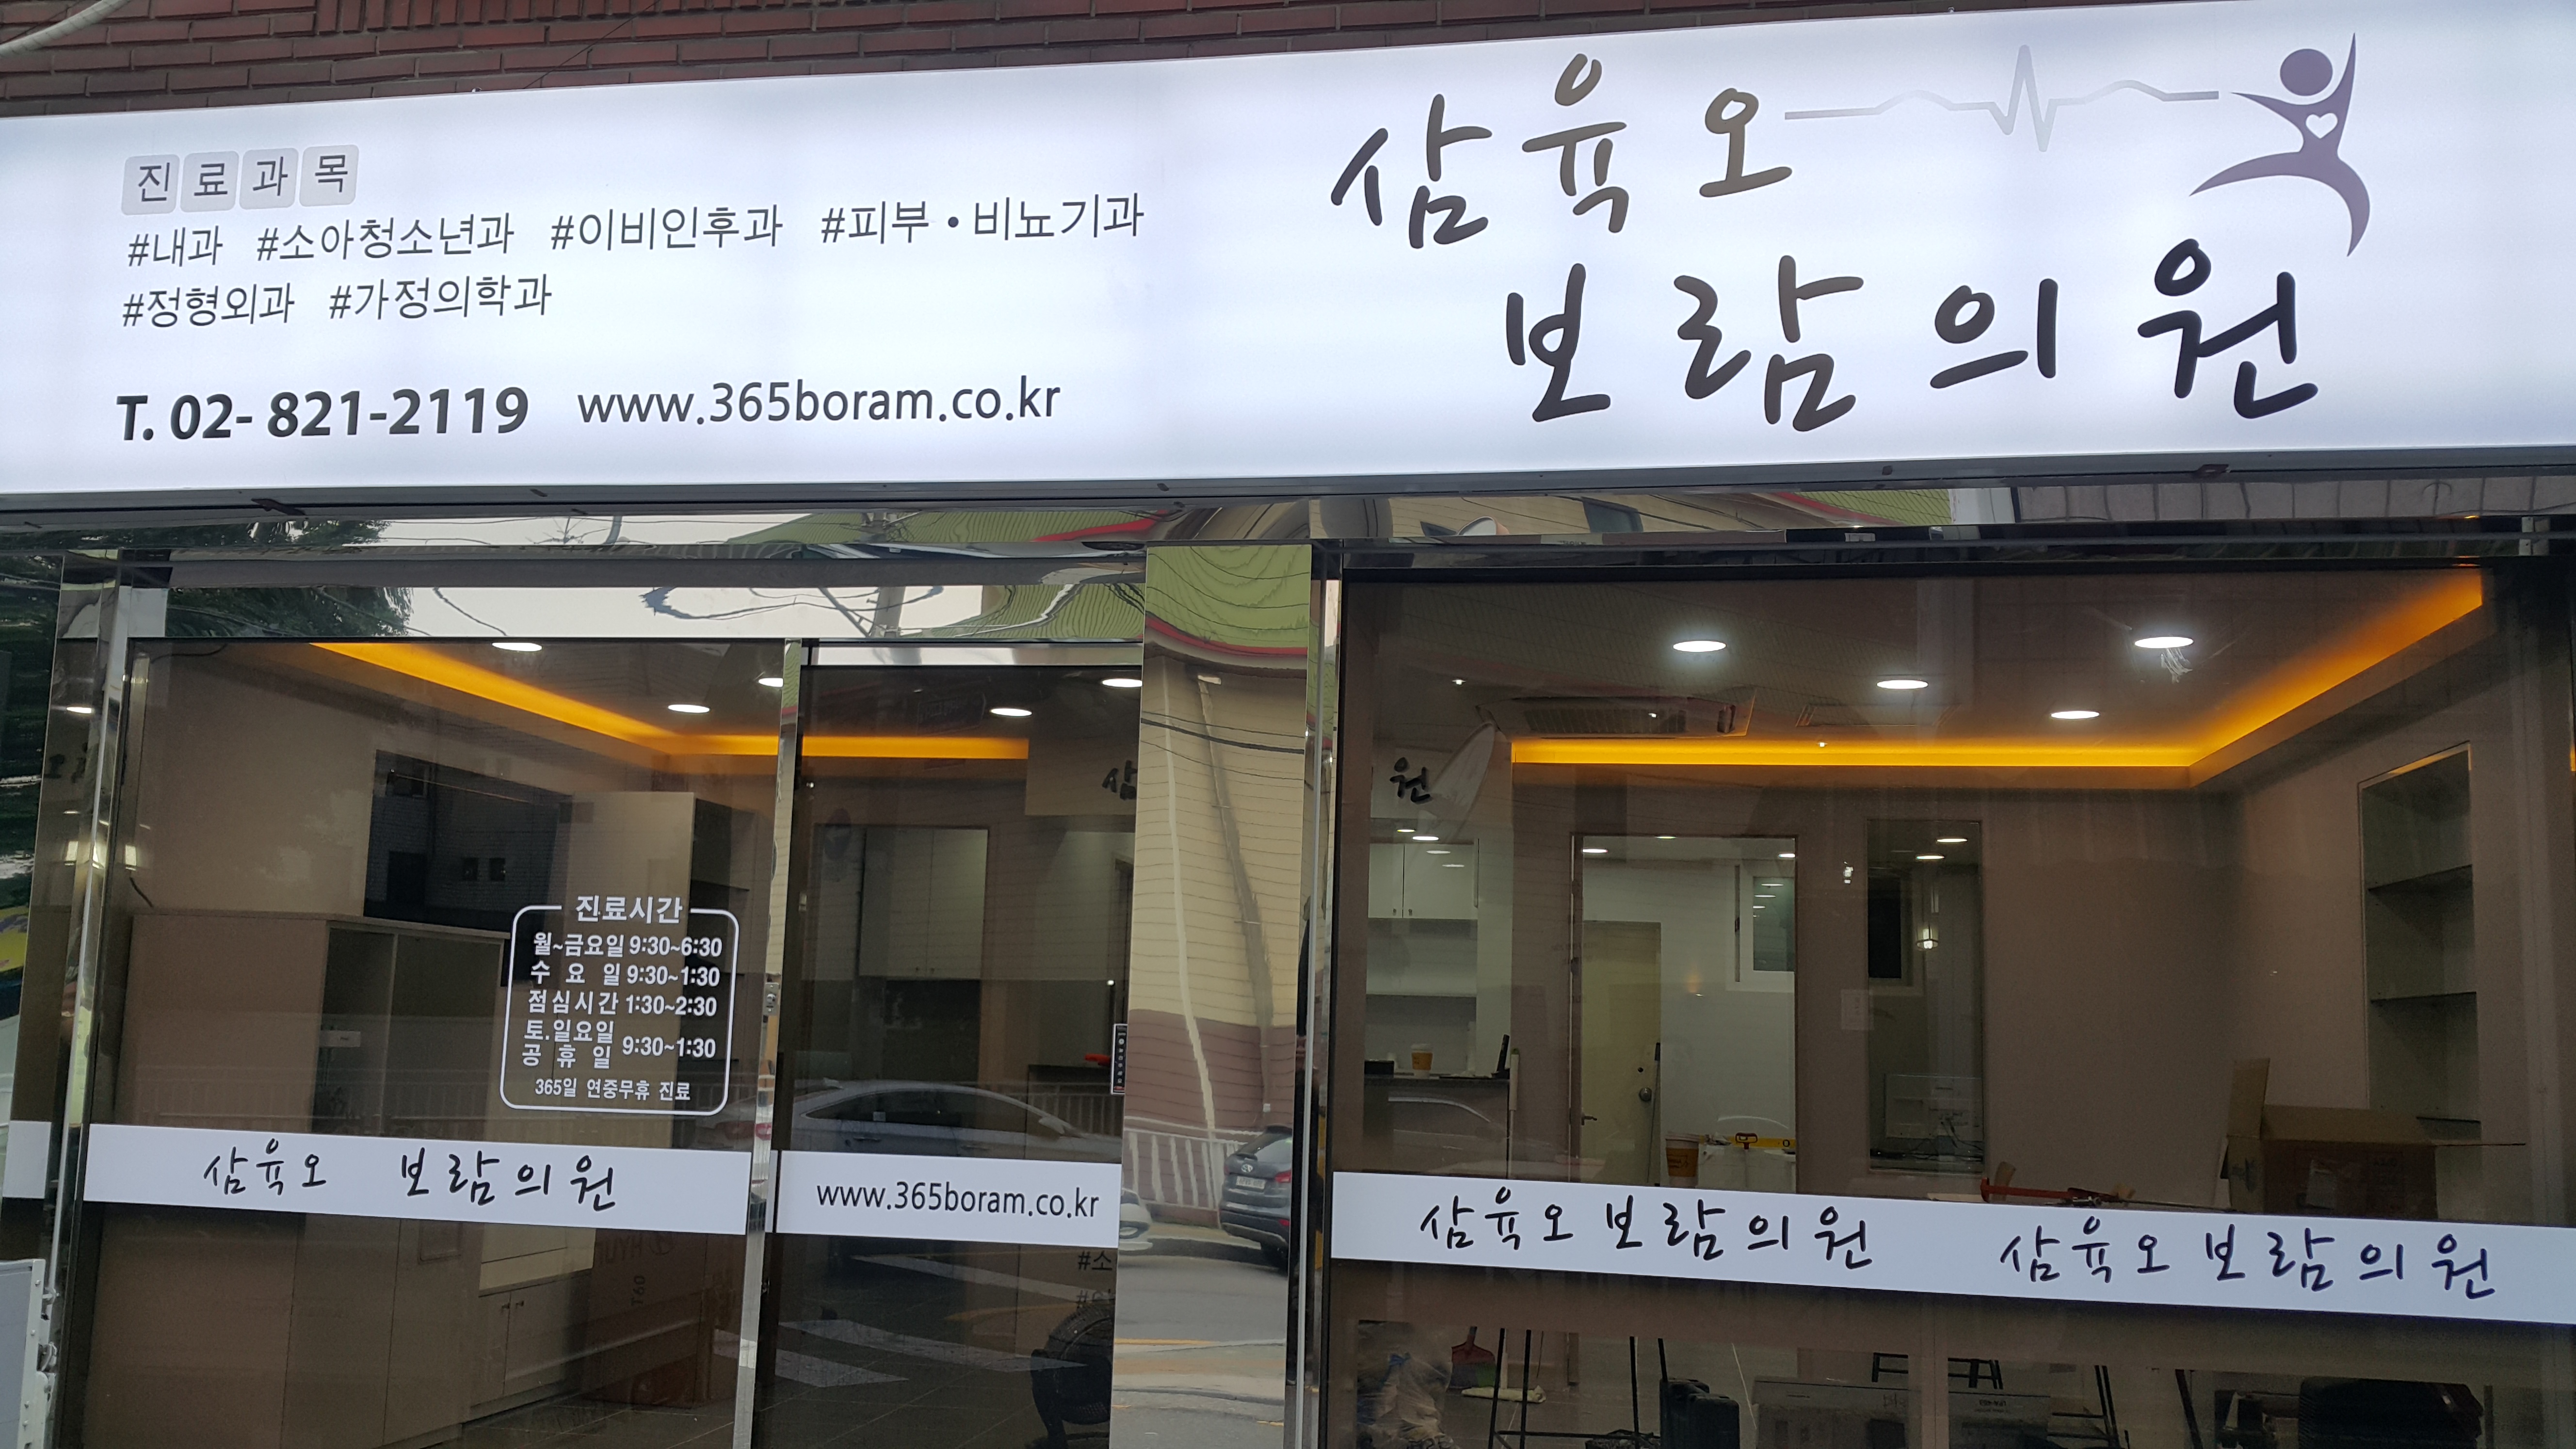 진료과목
#내과 #소아청소년과 #이비인후과 #피부•비뇨기과
#정형외과 #가정의학과
T. 02- 821-2119 www.365boram.co.kr
삼육오
보람의원
삼
원
진료시간
월~금요일 9:30~6:30
수 요 일 9:30~1:30
점심시간 1:30~2:30
토.일요일
공 휴 일 9:30~1:30
365일 연중무휴 진료
삼육오 보람의원
www.365boram.co.kr
삼육오 보람의원 삼육오 보람의원
#소